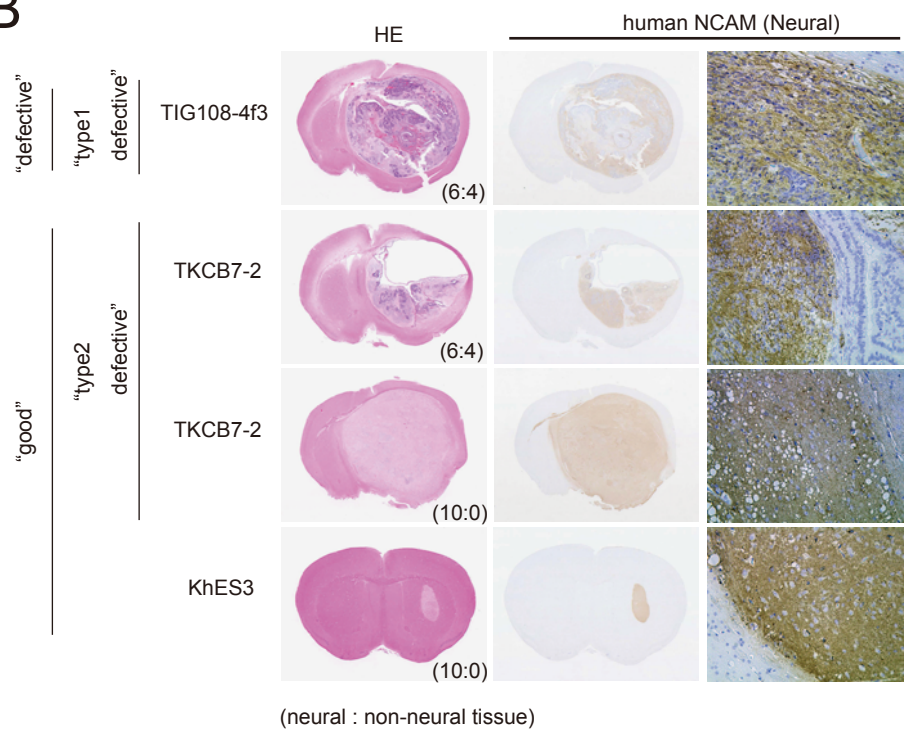 B
HE
human NCAM (Neural)
“defective”
“type1
defective”
TIG108-4f3
(6:4)
“good”
“type2
defective”
TKCB7-2
(6:4)
TKCB7-2
(10:0)
KhES3
(10:0)
(neural : non-neural tissue)